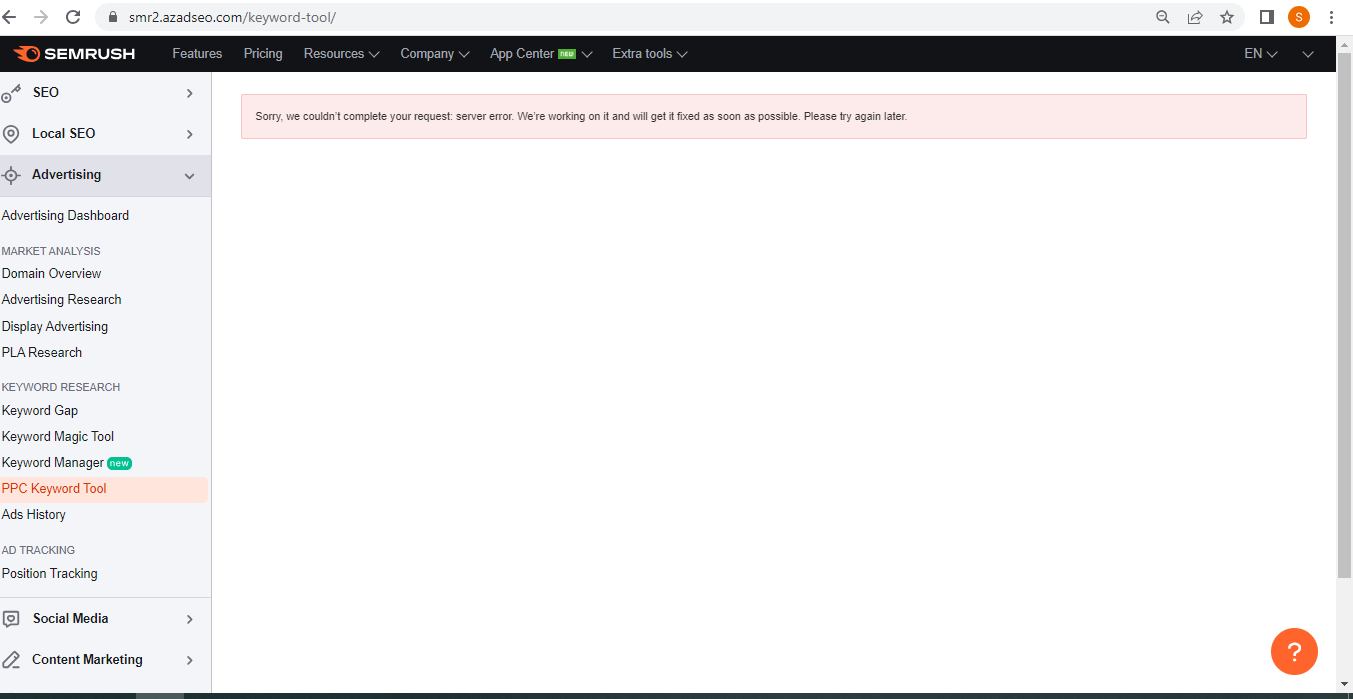 smr2.azadseo.com/keyword-tool/
S
SEMRUSH Features Pricing Resources Company App Center NEW Extra tools EN
SEO
Local SEO
Advertising
Advertising Dashboard
MARKET ANALYSIS
Domain Overview
Advertising Research
Display Advertising
PLA Research
KEYWORD RESEARCH
Keyword Gap
Keyword Magic Tool
Keyword Manager new
PPC Keyword Tool
Ads History
AD TRACKING
Position Tracking
Social Media
Content Marketing
Sorry, we couldn't complete your request: server error. We're working on it and will get it fixed as soon as possible. Please try again later.
?